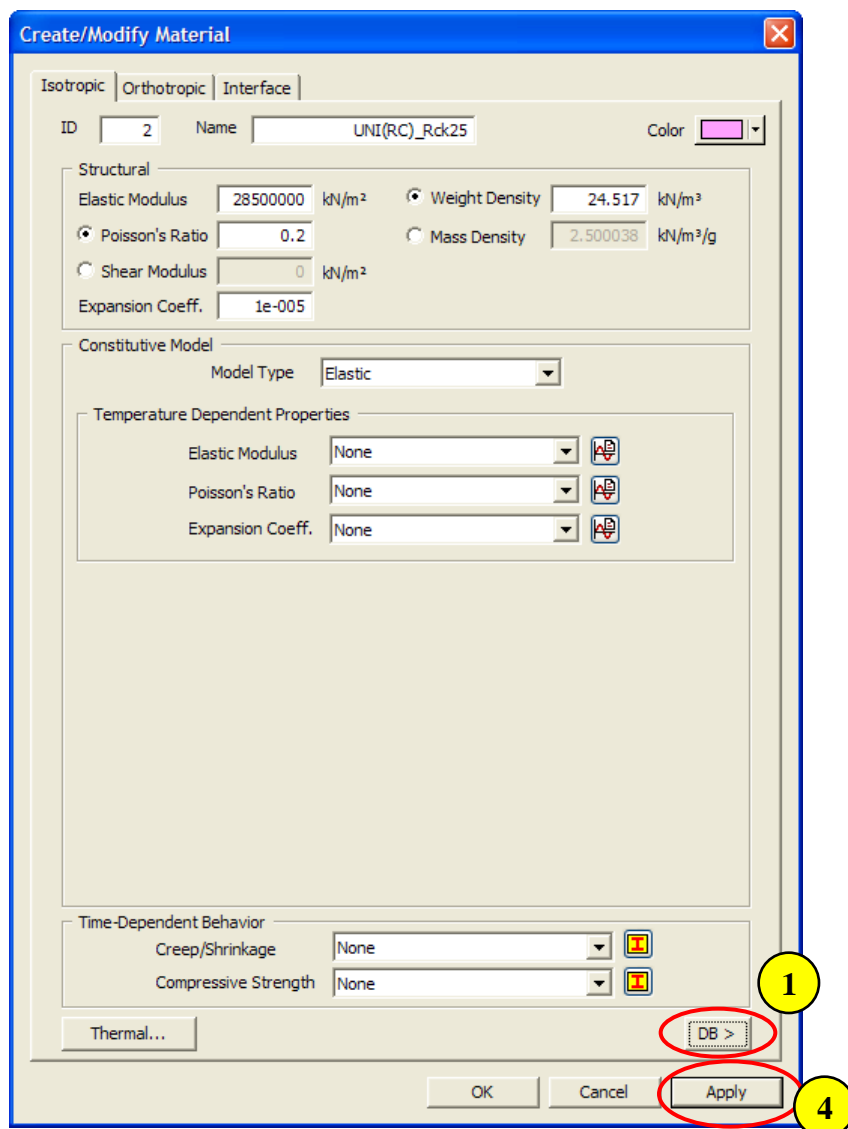 Create/Modify Material
Isotropic Orthotropic Interface
ID 2 Name UNI(RC)_Rck25 Color
Structural
Elastic Modulus 28500000 kN/m² Weight Density 24.517 kN/m³
Poisson's Ratio 0.2 Mass Density 2.500038 kN/m³/g
Shear Modulus 0 kN/m²
Expansion Coeff. 1e-005
Constitutive Model
Model Type Elastic
Temperature Dependent Properties
Elastic Modulus None
Poisson's Ratio None
Expansion Coeff. None
Time-Dependent Behavior
Creep/Shrinkage None
Compressive Strength None
1
Thermal... DB >
OK Cancel Apply
4